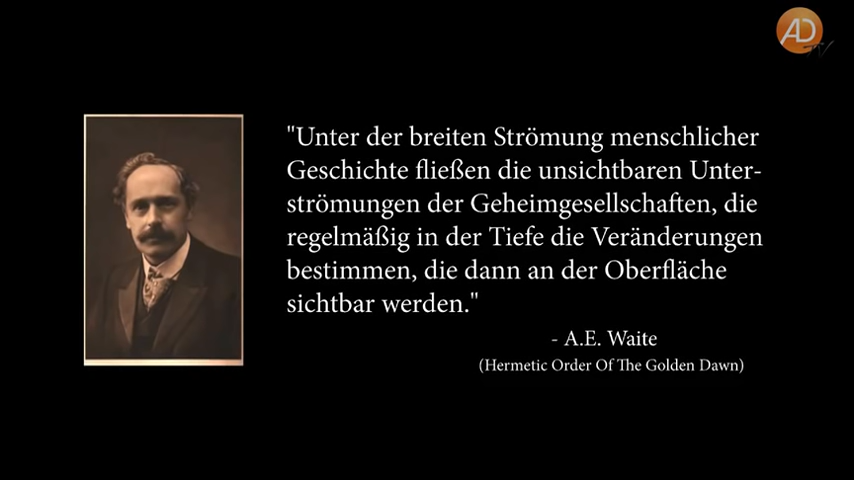 AD
TV
"Unter der breiten Strömung menschlicher
Geschichte fließen die unsichtbaren Unter-
strömungen der Geheimgesellschaften, die
regelmäßig in der Tiefe die Veränderungen
bestimmen, die dann an der Oberfläche
sichtbar werden."
- A.E. Waite
(Hermetic Order Of The Golden Dawn)